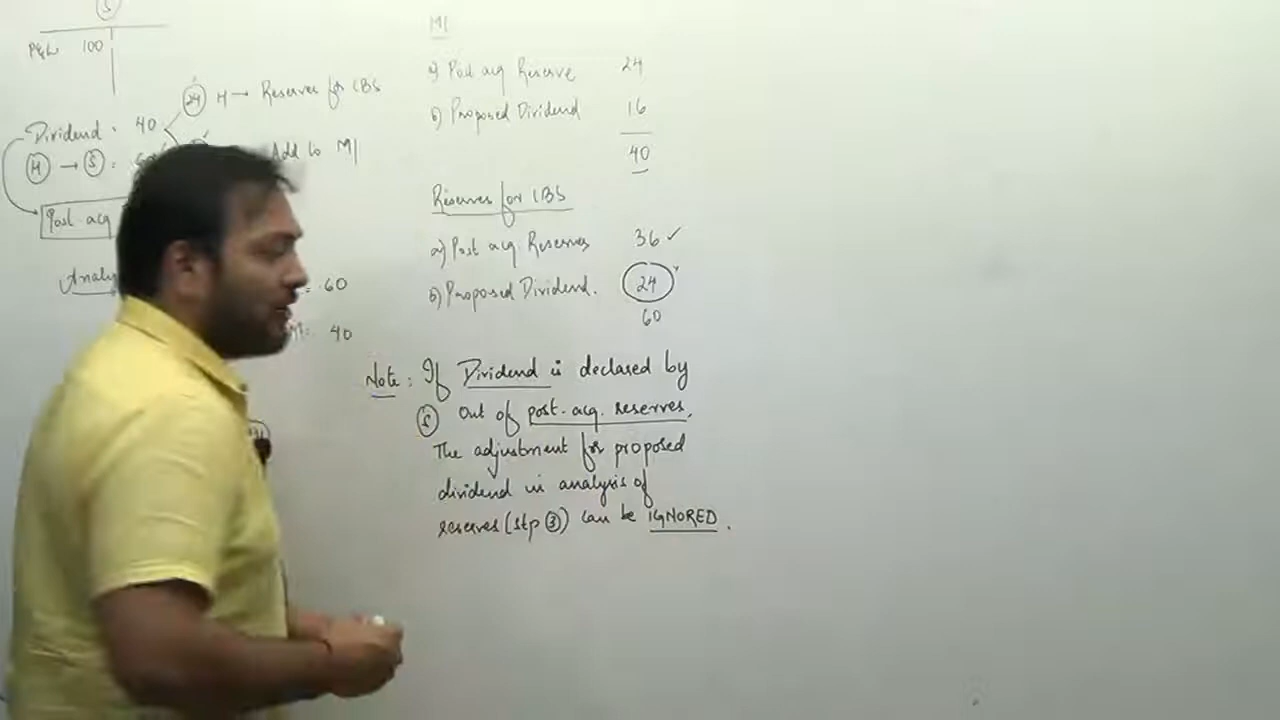 S
P&L 100
Dividend = 40
24 H → Reserves for CBS
Add to MI
H → S =
Post acq
Analy
= 60
40
MI
a) Post acq Reserve 24
b) Proposed Dividend 16
40
Reserves for CBS
a) Post acq. Reserves 36 ✓
b) Proposed Dividend. 24
60
Note: If Dividend is declared by
S out of post-acq. reserves.
The adjustment for proposed
dividend in analysis of
reserves (stp 3) can be IGNORED.